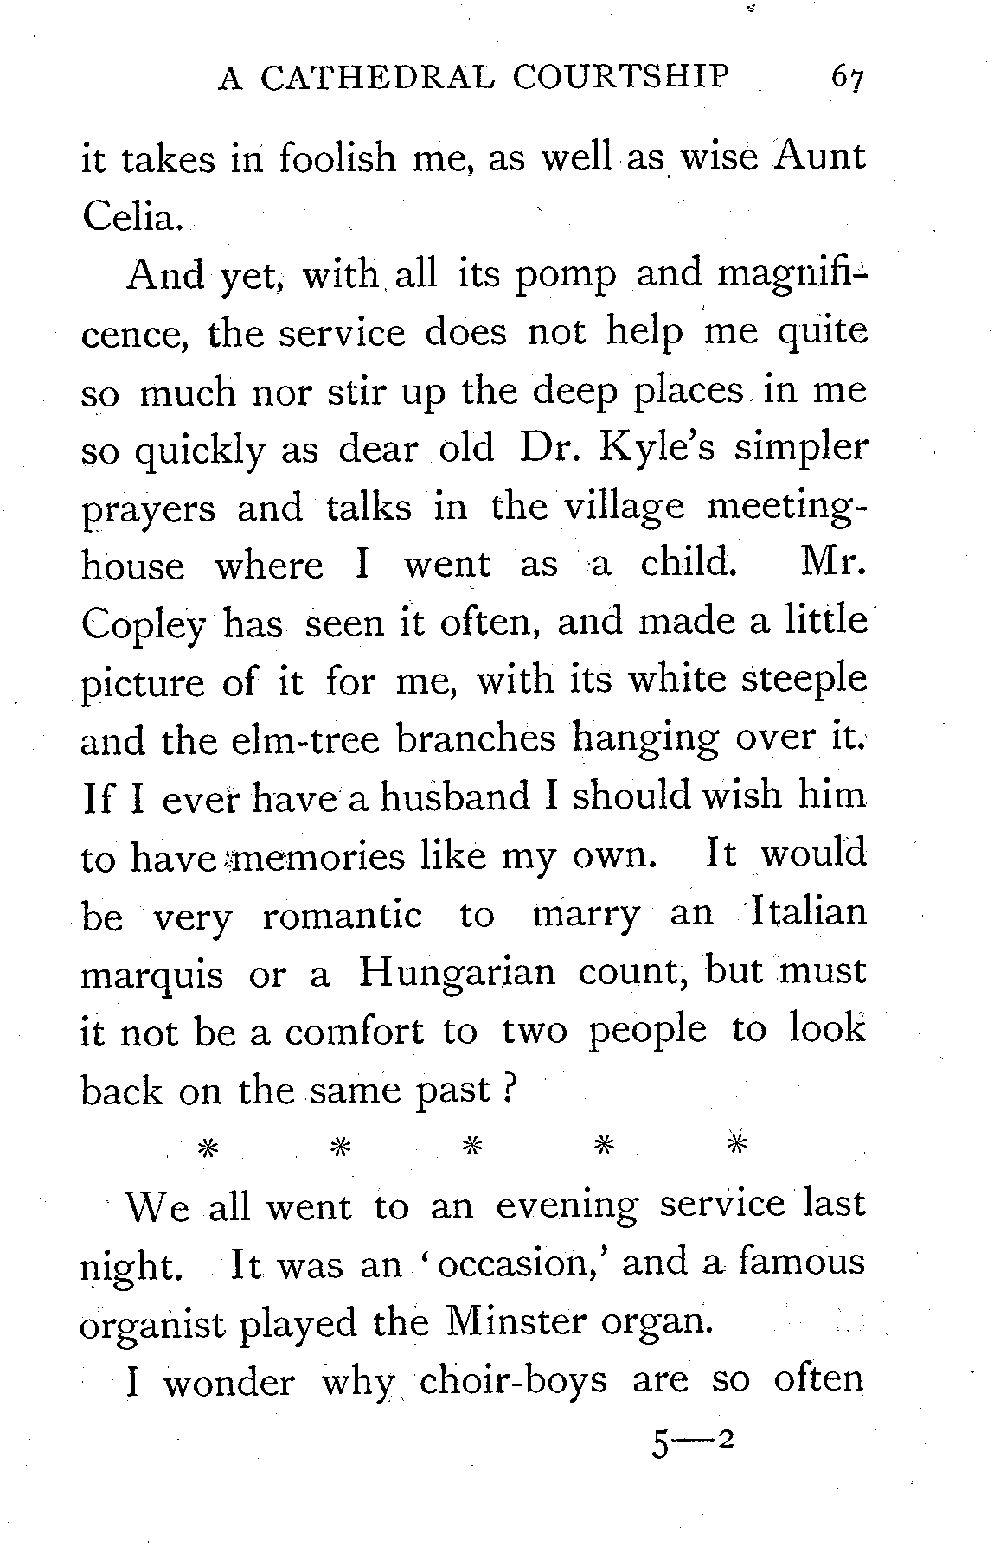 A CATHEDRAL COURTSHIP 67
it takes in foolish me, as well as wise Aunt
Celia.
And yet, with all its pomp and magnifi-
cence, the service does not help me quite
so much nor stir up the deep places in me
so quickly as dear old Dr. Kyle's simpler
prayers and talks in the village meeting-
house where I went as a child. Mr.
Copley has seen it often, and made a little
picture of it for me, with its white steeple
and the elm-tree branches hanging over it.
If I ever have a husband I should wish him
to have memories like my own. It would
be very romantic to marry an Italian
marquis or a Hungarian count, but must
it not be a comfort to two people to look
back on the same past ?
* * * * *
We all went to an evening service last
night. It was an ‘occasion,’ and a famous
organist played the Minster organ.
I wonder why choir-boys are so often
5—2